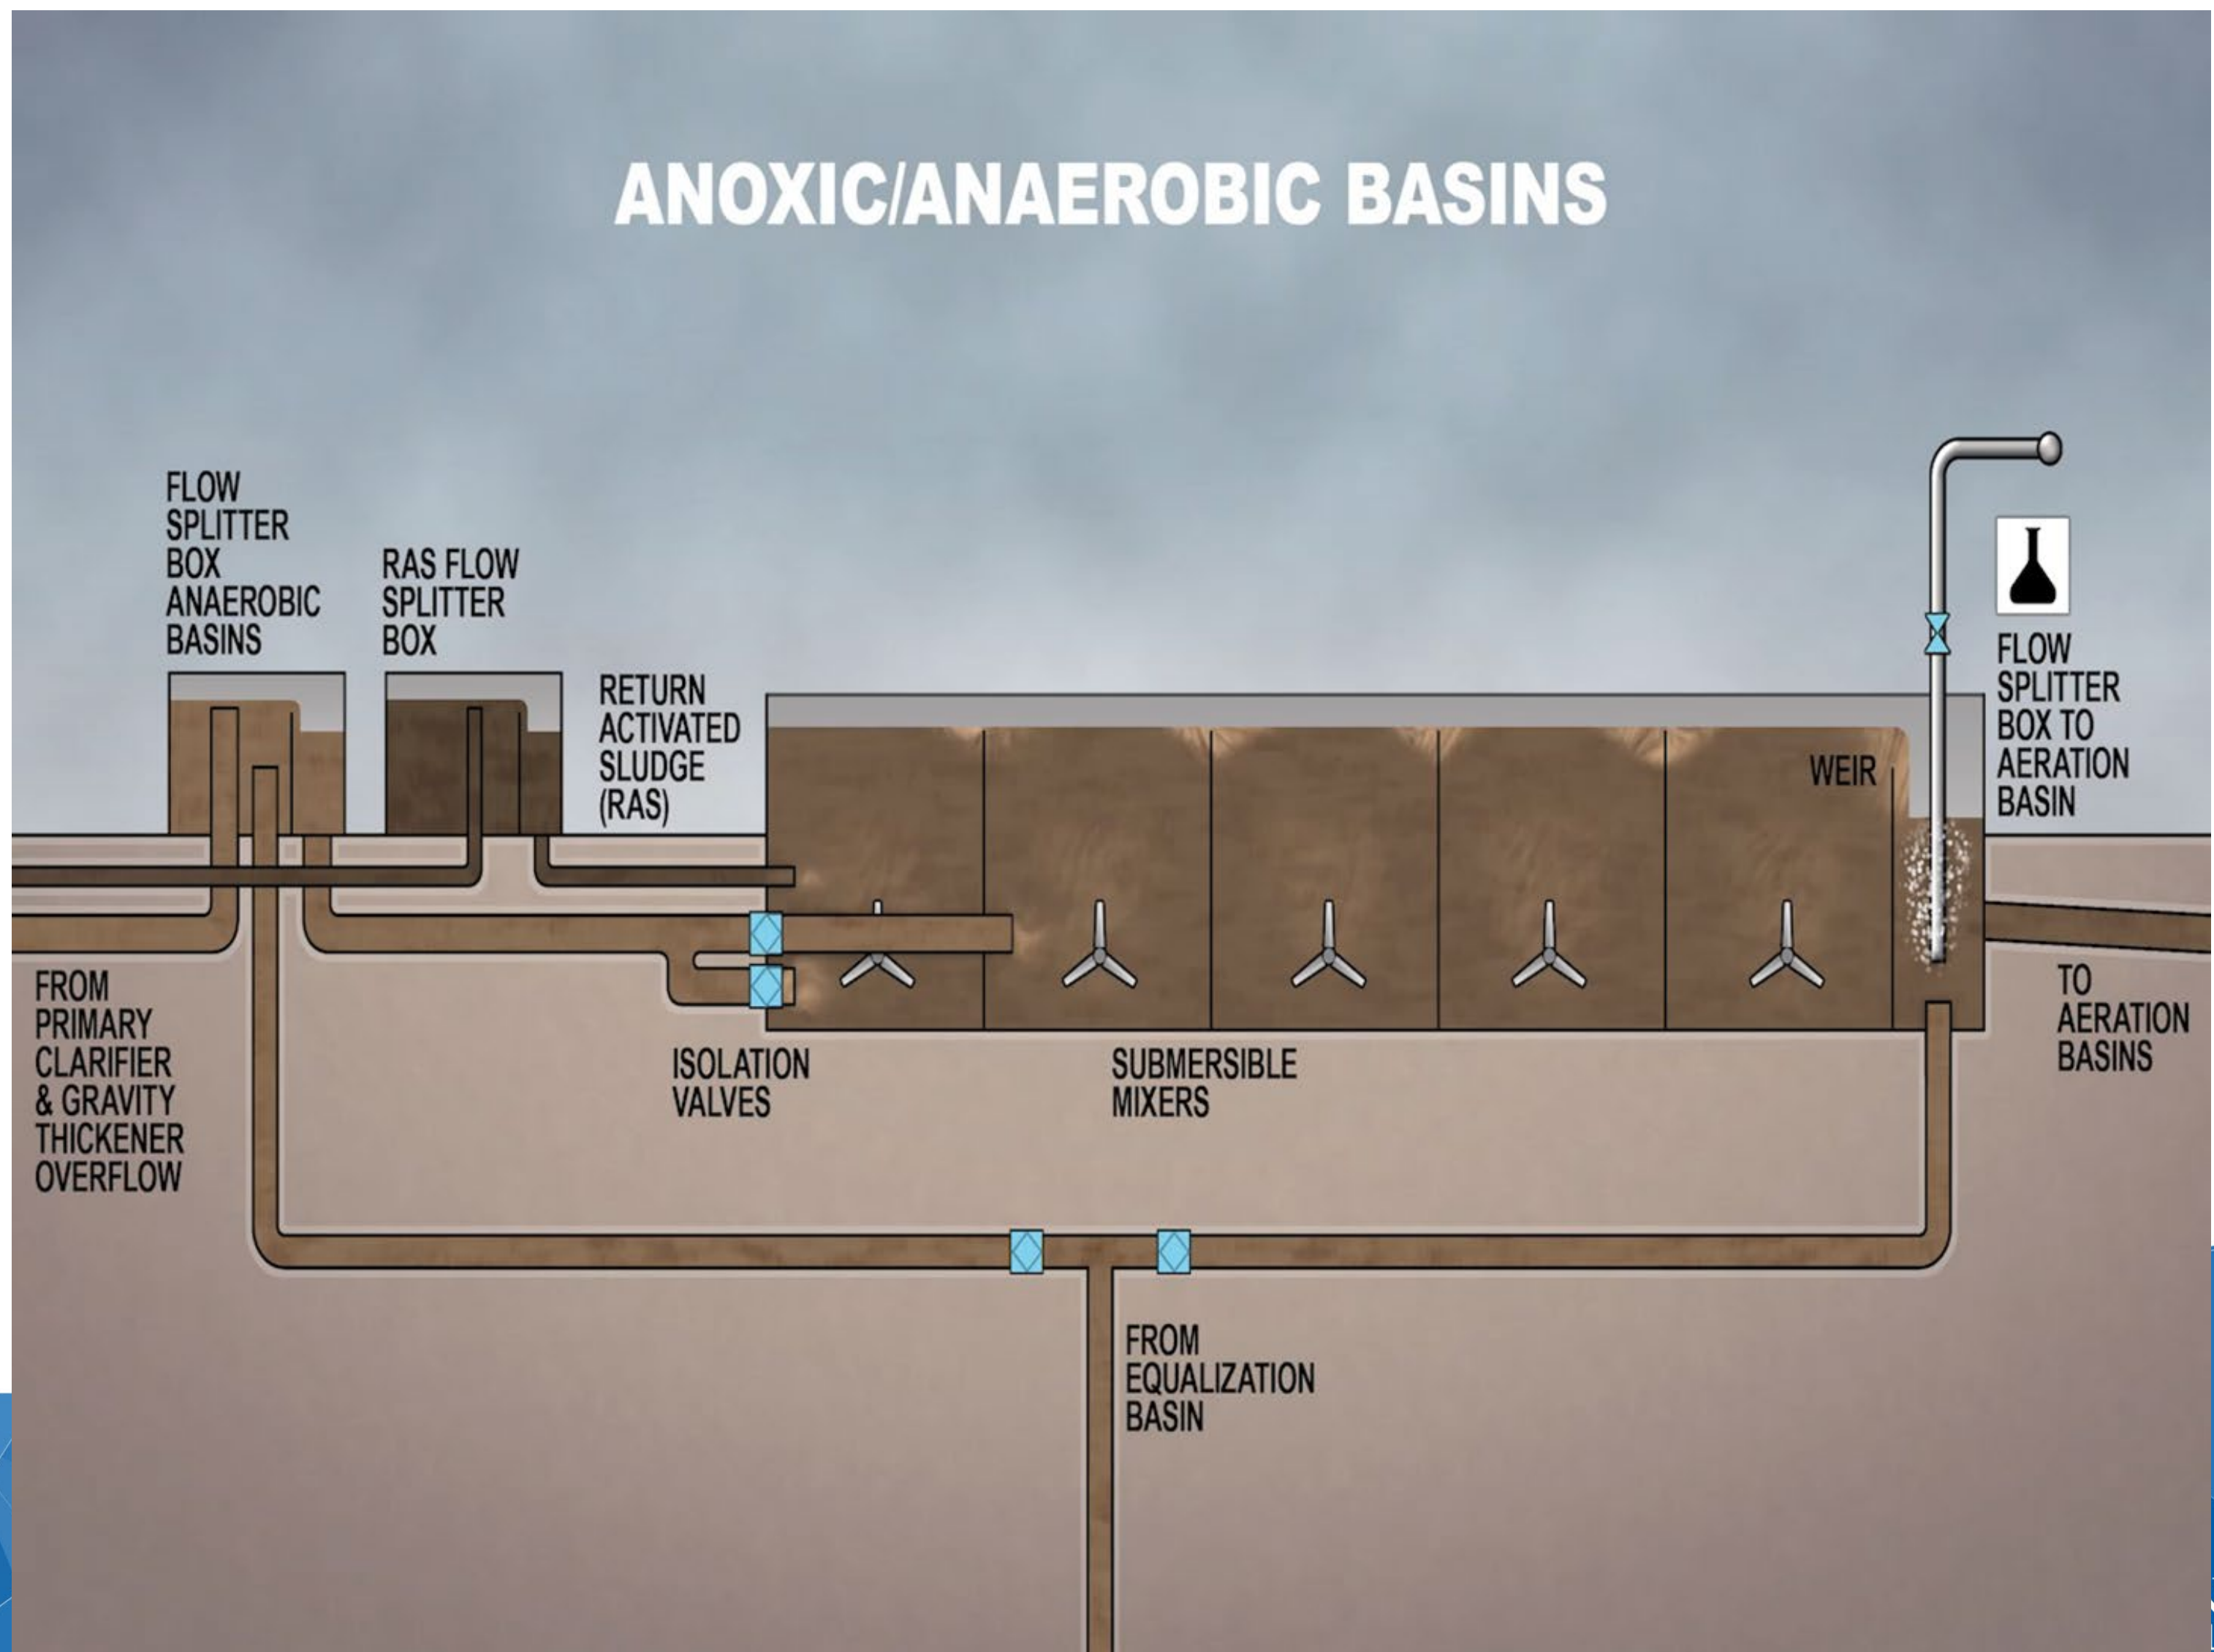 ANOXIC/ANAEROBIC BASINS
FLOW
SPLITTER
BOX
ANAEROBIC
BASINS
RAS FLOW
SPLITTER
BOX
RETURN
ACTIVATED
SLUDGE
(RAS)
WEIR
FLOW
SPLITTER
BOX TO
AERATION
BASIN
FROM
PRIMARY
CLARIFIER
& GRAVITY
THICKENER
OVERFLOW
ISOLATION
VALVES
SUBMERSIBLE
MIXERS
TO
AERATION
BASINS
FROM
EQUALIZATION
BASIN